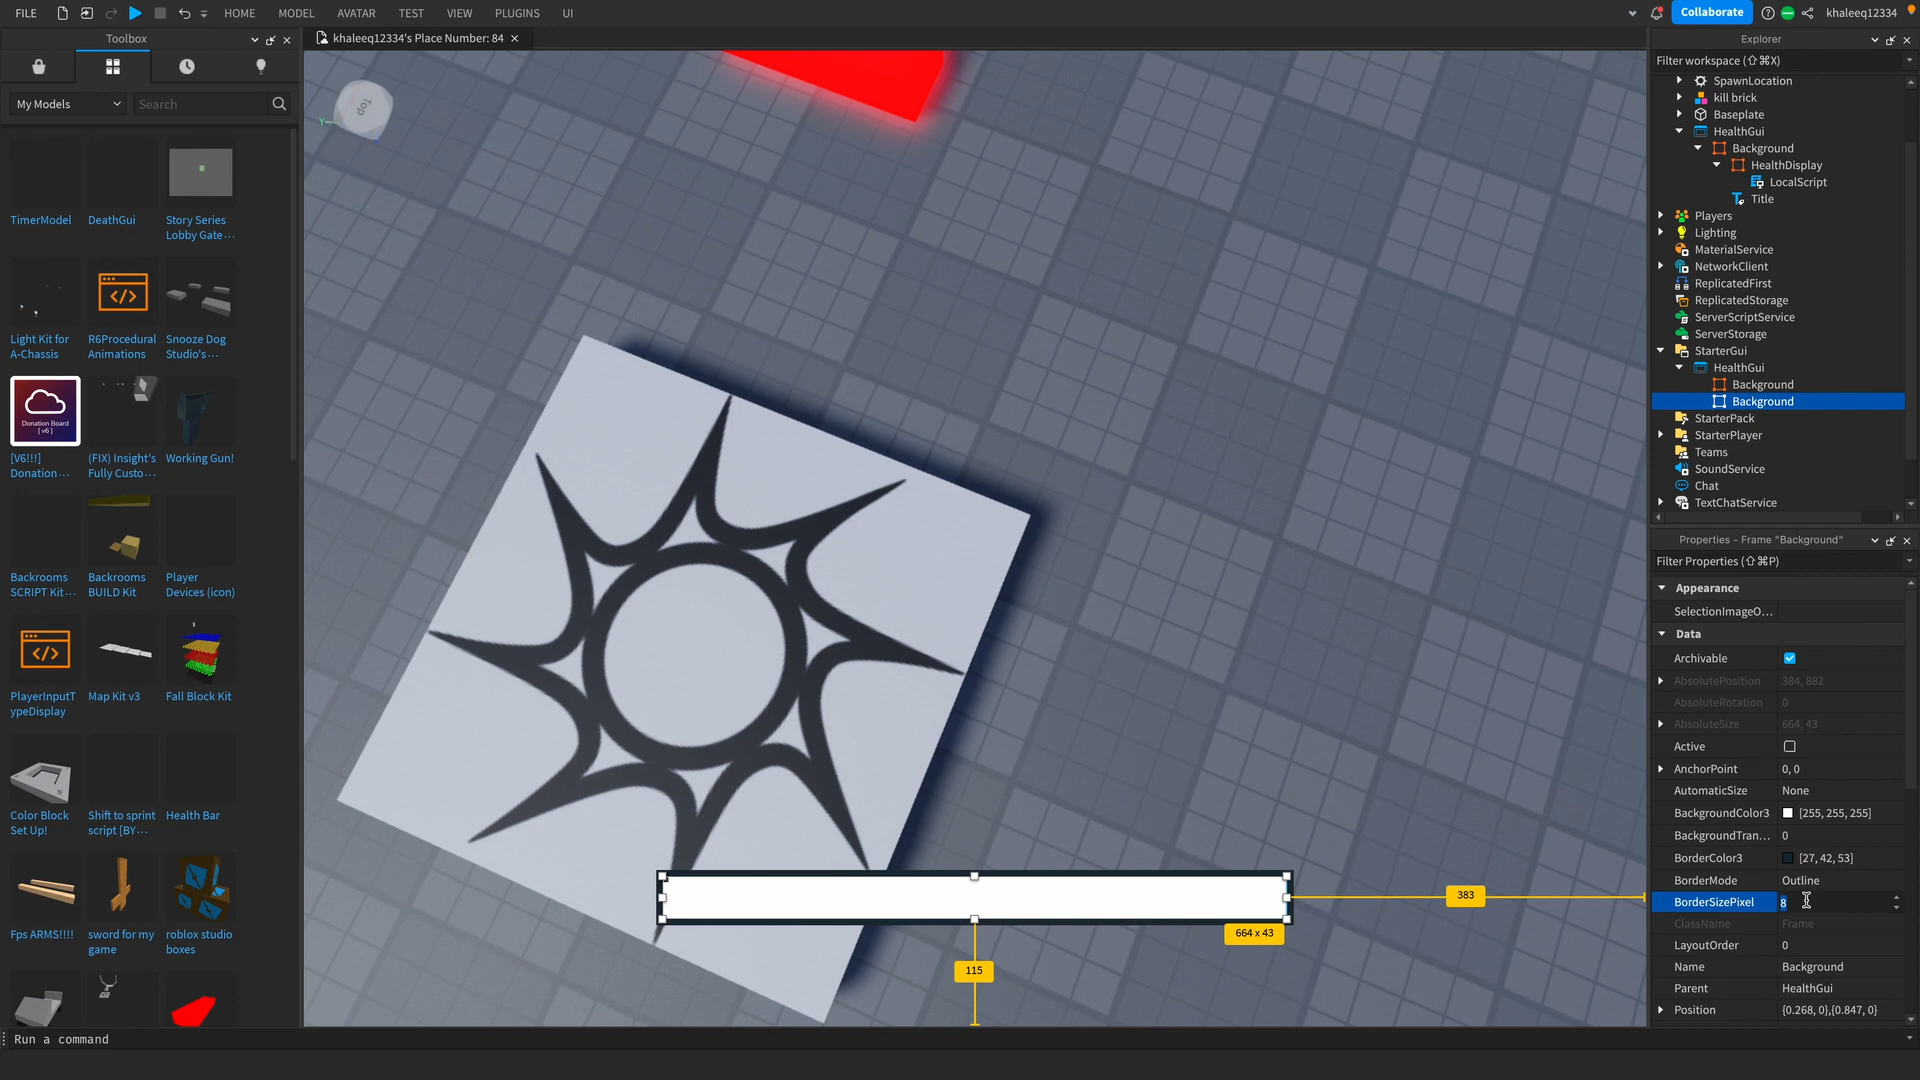 FILE
HOME
MODEL
AVATAR
TEST
VIEW
PLUGINS
UI
Collaborate
khaleeq12334
Toolbox
khaleeq12334's Place Number: 84
My Models
Search
TimerModel
DeathGui
Story Series
Lobby Gate...
Light Kit for
A-Chassis
R6Procedural
Animations
Snooze Dog
Studio's...
Donation Board
[ v6 ]
[V6!!!]
Donation...
(FIX) Insight's
Fully Custo...
Working Gun!
Backrooms
SCRIPT Kit...
Backrooms
BUILD Kit
Player
Devices (icon)
PlayerInputT
ypeDisplay
Map Kit v3
Fall Block Kit
Color Block
Set Up!
Shift to sprint
script [BY...
Health Bar
Fps ARMS!!!!
sword for my
game
roblox studio
boxes
Top
Y
383
664 x 43
115
Explorer
Filter workspace (⇧⌘X)
SpawnLocation
kill brick
Baseplate
HealthGui
Background
HealthDisplay
LocalScript
Title
Players
Lighting
MaterialService
NetworkClient
ReplicatedFirst
ReplicatedStorage
ServerScriptService
ServerStorage
StarterGui
HealthGui
Background
Background
StarterPack
StarterPlayer
Teams
SoundService
Chat
TextChatService
Properties - Frame "Background"
Filter Properties (⇧⌘P)
Appearance
SelectionImageO...
Data
Archivable
AbsolutePosition 384, 882
AbsoluteRotation 0
AbsoluteSize 664, 43
Active
AnchorPoint 0, 0
AutomaticSize None
BackgroundColor3 [255, 255, 255]
BackgroundTran... 0
BorderColor3 [27, 42, 53]
BorderMode Outline
BorderSizePixel 8
ClassName Frame
LayoutOrder 0
Name Background
Parent HealthGui
Position {0.268, 0},{0.847, 0}
Run a command